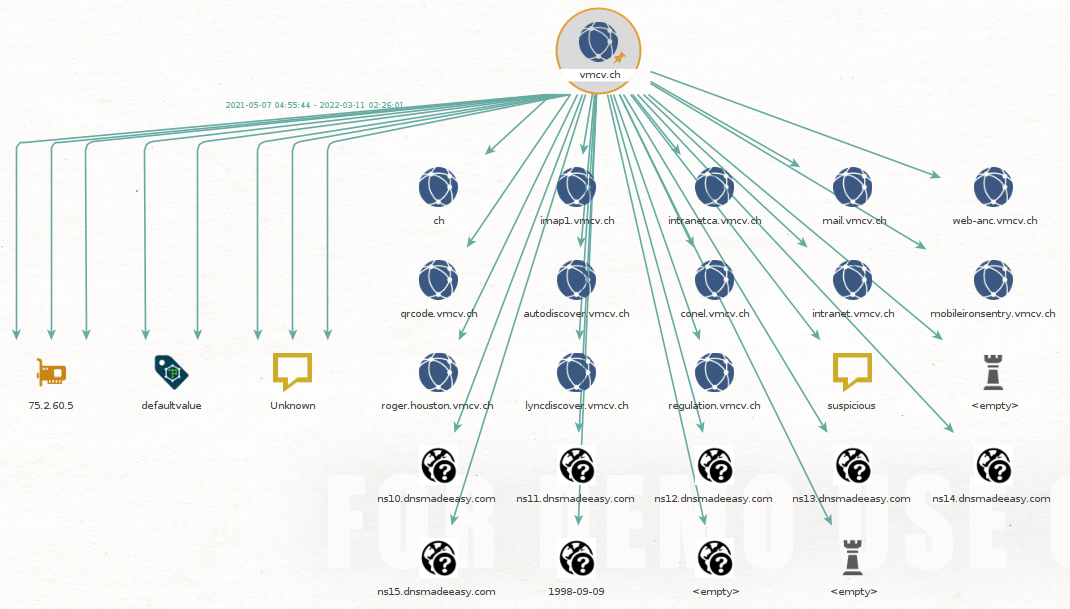 vmcv.ch
2021-05-07 04:55:44 - 2022-03-11 02:26:01
ch
imap1.vmcv.ch
intranetca.vmcv.ch
mail.vmcv.ch
web-anc.vmcv.ch
qrcode.vmcv.ch
autodiscover.vmcv.ch
conel.vmcv.ch
intranet.vmcv.ch
mobileironsentry.vmcv.ch
75.2.60.5
defaultvalue
Unknown
roger.houston.vmcv.ch
lyncdiscover.vmcv.ch
regulation.vmcv.ch
suspicious
<empty>
ns10.dnsmadeeasy.com
ns11.dnsmadeeasy.com
ns12.dnsmadeeasy.com
ns13.dnsmadeeasy.com
ns14.dnsmadeeasy.com
FOR DEMO USE
ns15.dnsmadeeasy.com
1998-09-09
<empty>
<empty>